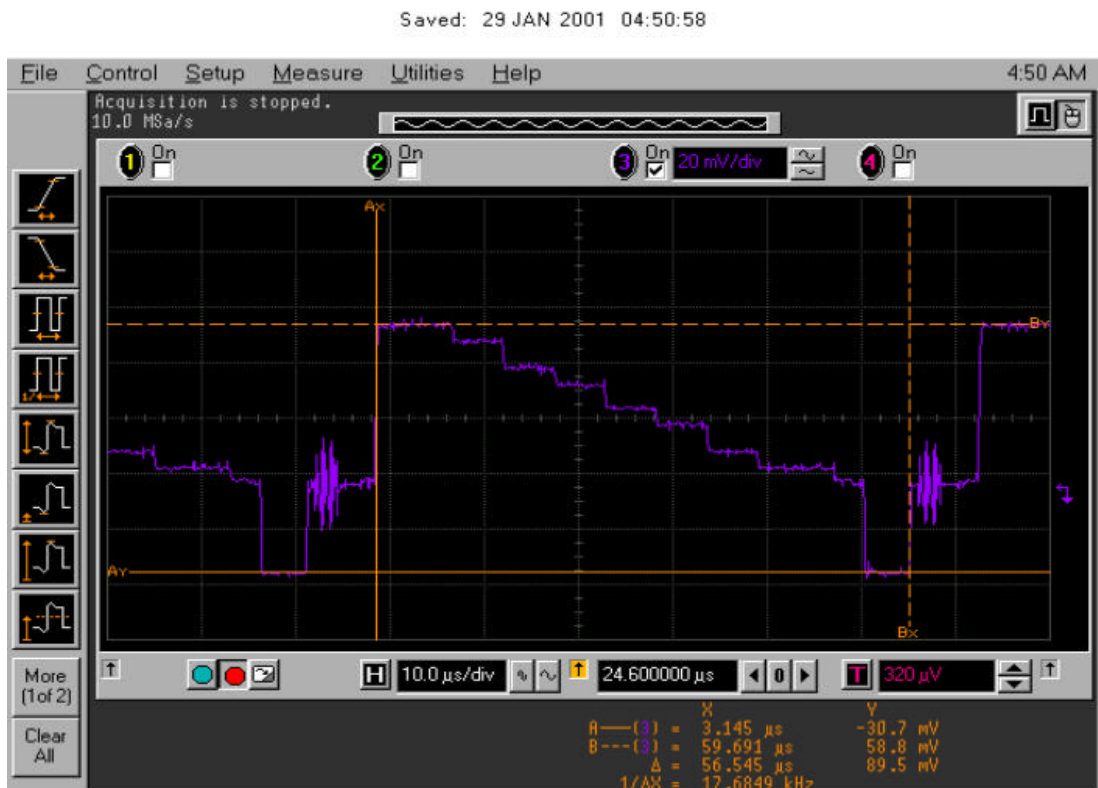 Saved: 29 JAN 2001 04:50:58
File Control Setup Measure Utilities Help 4:50 AM
Acquisition is stopped.
10.0 MSa/s
1 On 2 On 3 On 20 mV/div 4 On
Ax
By
Ay
Bx
1/
More
(1of 2)
H 10.0 µs/div 24.600000 µs 0 T 320 µV
Clear
All
X Y
A——(3) = 3.145 µs -30.7 mV
B---(3) = 59.691 µs 58.8 mV
Δ = 56.545 µs 89.5 mV
1/ΔX = 17.6849 kHz